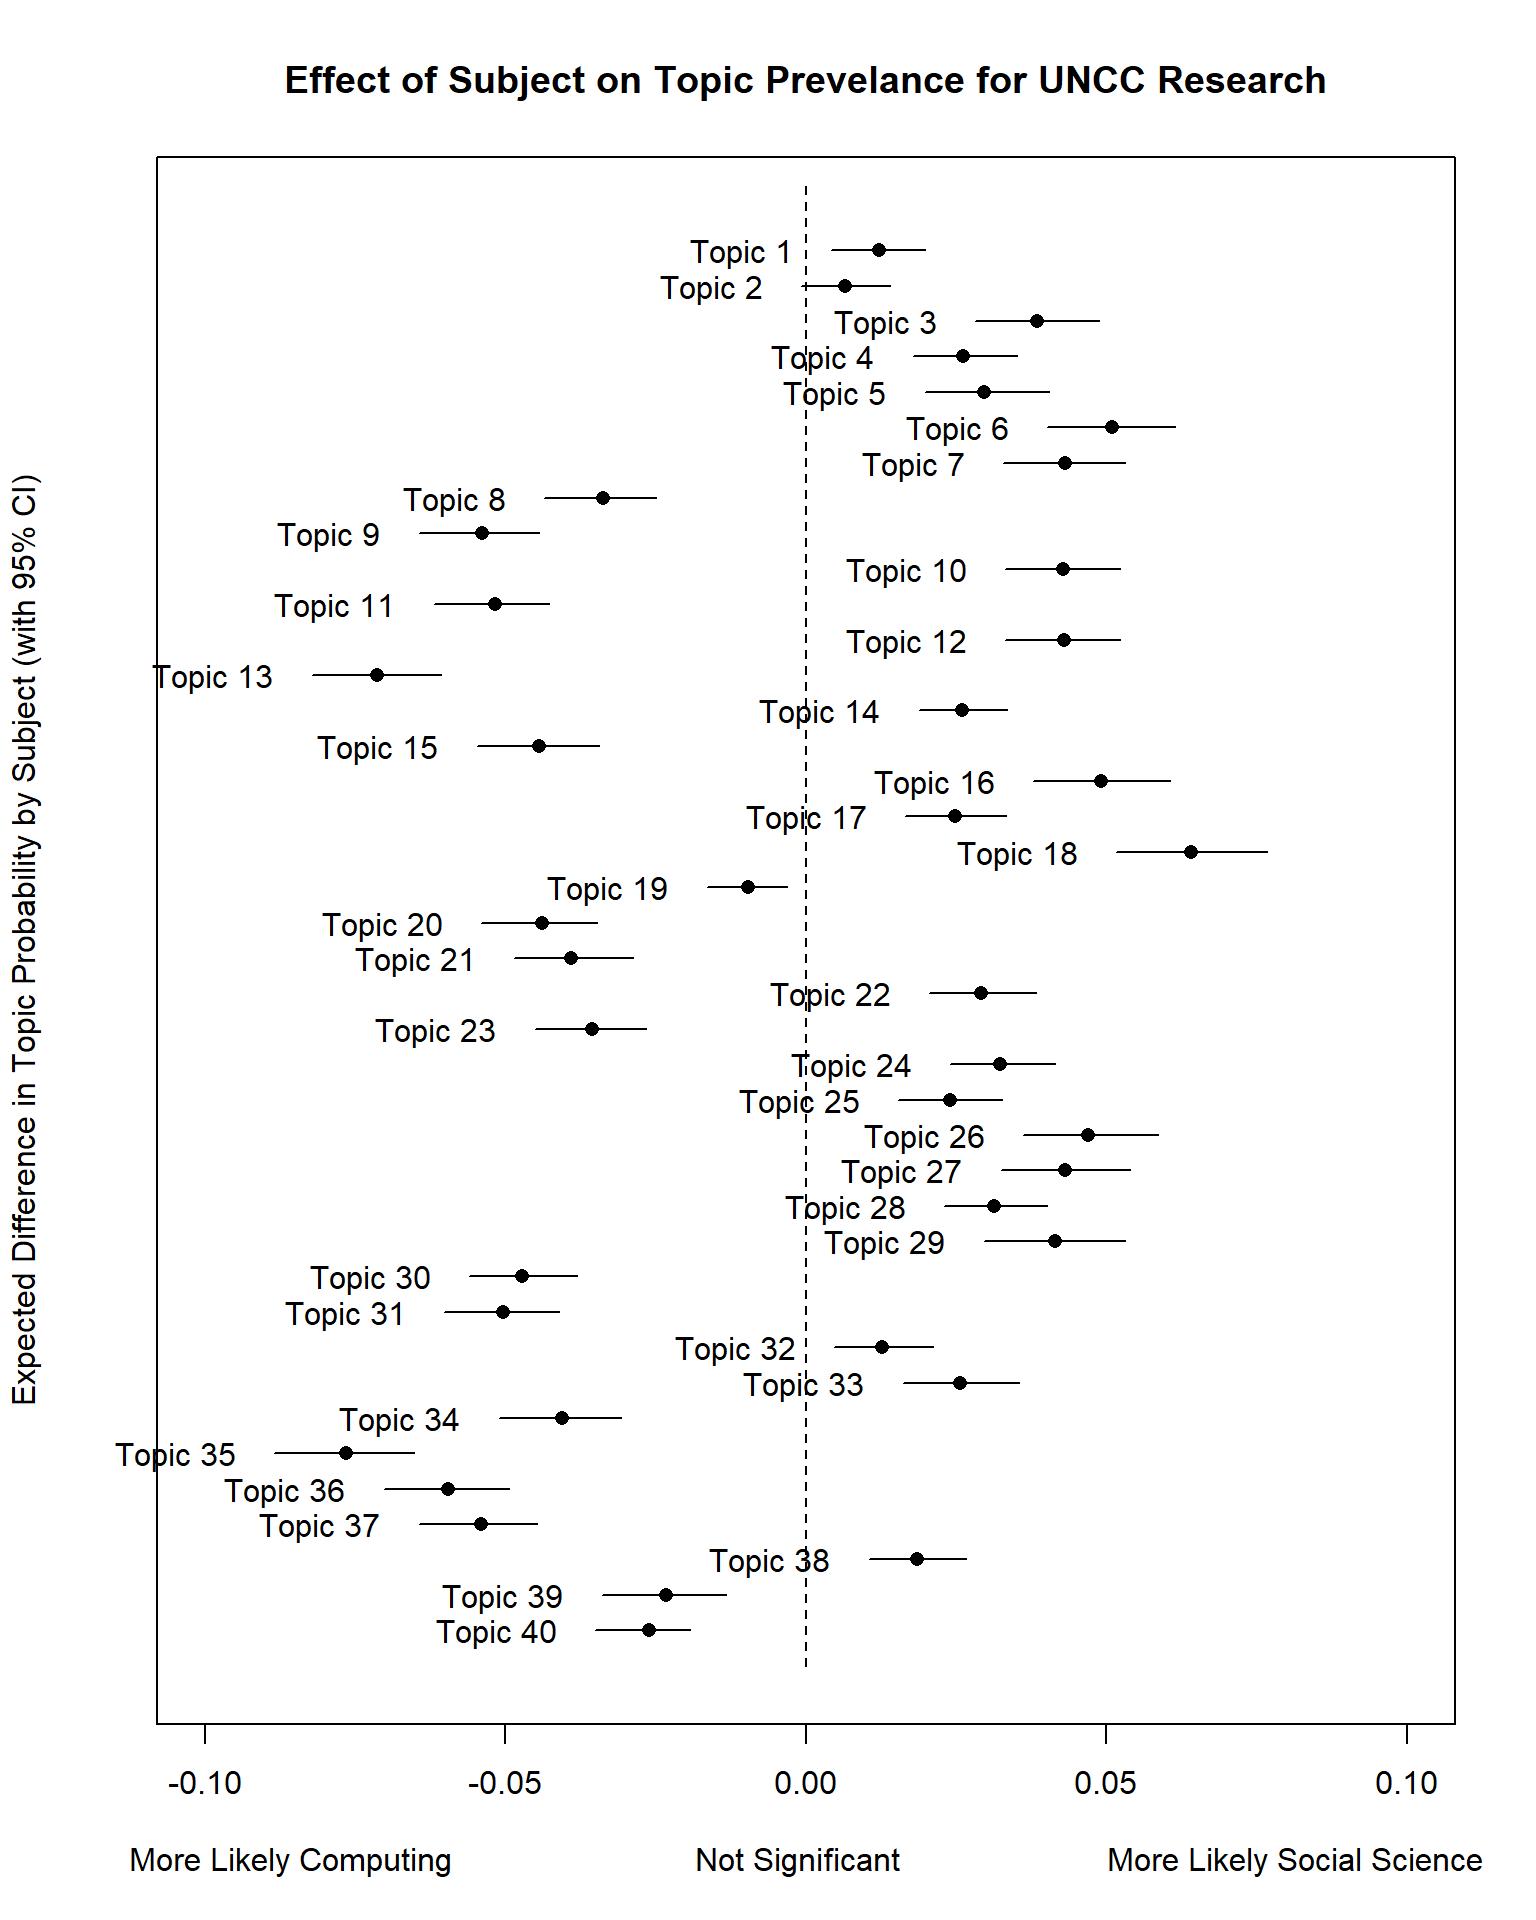 Effect of Subject on Topic Prevelance for UNCC Research
Expected Difference in Topic Probability by Subject (with 95% CI)
Topic 1
Topic 2
Topic 3
Topic 4
Topic 5
Topic 6
Topic 7
Topic 8
Topic 9
Topic 10
Topic 11
Topic 12
Topic 13
Topic 14
Topic 15
Topic 16
Topic 17
Topic 18
Topic 19
Topic 20
Topic 21
Topic 22
Topic 23
Topic 24
Topic 25
Topic 26
Topic 27
Topic 28
Topic 29
Topic 30
Topic 31
Topic 32
Topic 33
Topic 34
Topic 35
Topic 36
Topic 37
Topic 38
Topic 39
Topic 40
-0.10 -0.05 0.00 0.05 0.10
More Likely Computing Not Significant More Likely Social Science